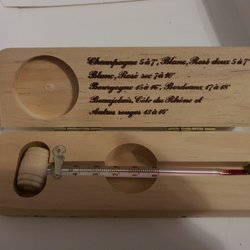 Champagne 5 à 7°, Blanc, Rosé doux 5 à 7°
Blanc, Rosé sec 7 à 10°
Bourgogne 15 à 16°, Bordeaux 17 à 18°
Beaujolais, Côte du Rhône et
Autres rouges 13 à 15°